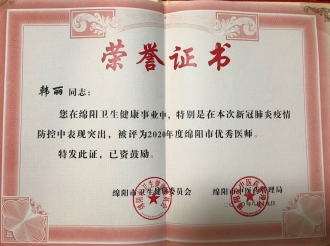 荣誉证书
韩丽 同志：
您在绵阳卫生健康事业中，特别是在本次新冠肺炎疫情
防控中表现突出，被评为2020年度绵阳市优秀医师。
特发此证，已资鼓励。
绵阳市卫生健康委员会 绵阳市中医药管理局